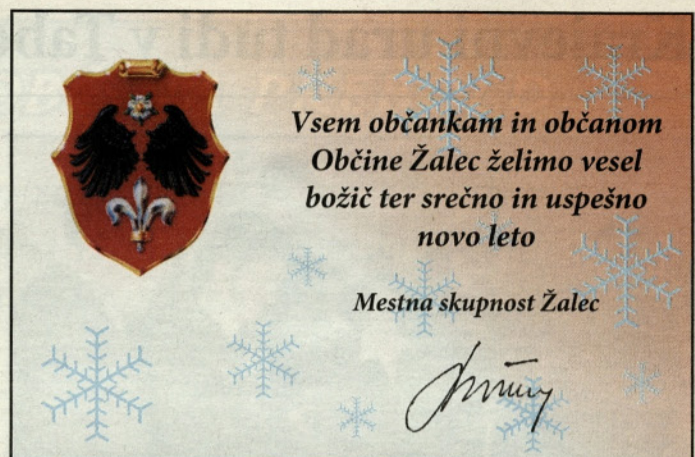 Vsem občankam in občanom
Občine Žalec želimo vesel
božič ter srečno in uspešno
novo leto
Mestna skupnost Žalec